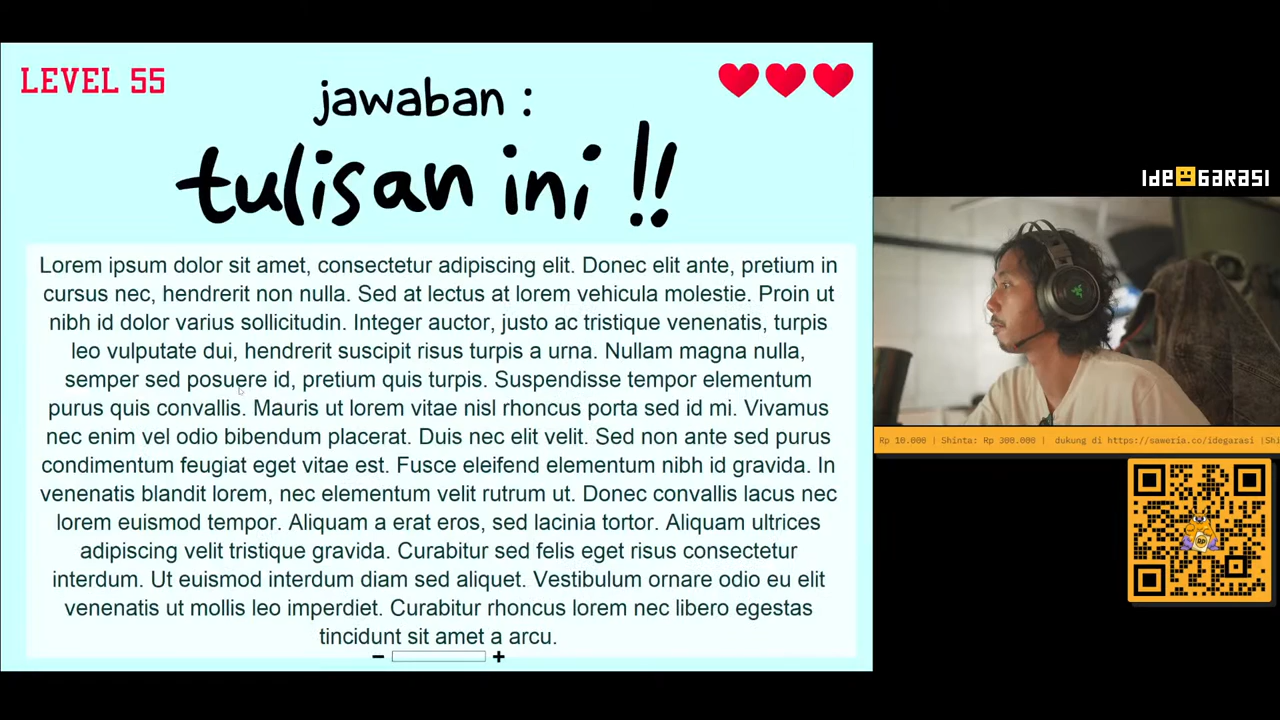 LEVEL 55
jawaban :
tulisan ini !!
Lorem ipsum dolor sit amet, consectetur adipiscing elit. Donec elit ante, pretium in
cursus nec, hendrerit non nulla. Sed at lectus at lorem vehicula molestie. Proin ut
nibh id dolor varius sollicitudin. Integer auctor, justo ac tristique venenatis, turpis
leo vulputate dui, hendrerit suscipit risus turpis a urna. Nullam magna nulla,
semper sed posuere id, pretium quis turpis. Suspendisse tempor elementum
purus quis convallis. Mauris ut lorem vitae nisl rhoncus porta sed id mi. Vivamus
nec enim vel odio bibendum placerat. Duis nec elit velit. Sed non ante sed purus
condimentum feugiat eget vitae est. Fusce eleifend elementum nibh id gravida. In
venenatis blandit lorem, nec elementum velit rutrum ut. Donec convallis lacus nec
lorem euismod tempor. Aliquam a erat eros, sed lacinia tortor. Aliquam ultrices
adipiscing velit tristique gravida. Curabitur sed felis eget risus consectetur
interdum. Ut euismod interdum diam sed aliquet. Vestibulum ornare odio eu elit
venenatis ut mollis leo imperdiet. Curabitur rhoncus lorem nec libero egestas
tincidunt sit amet a arcu.
− +
IDE GARASI
Rp 10.000 | Shinta: Rp 300.000 | dukung di https://saweria.co/idegarasi (Shi
RP